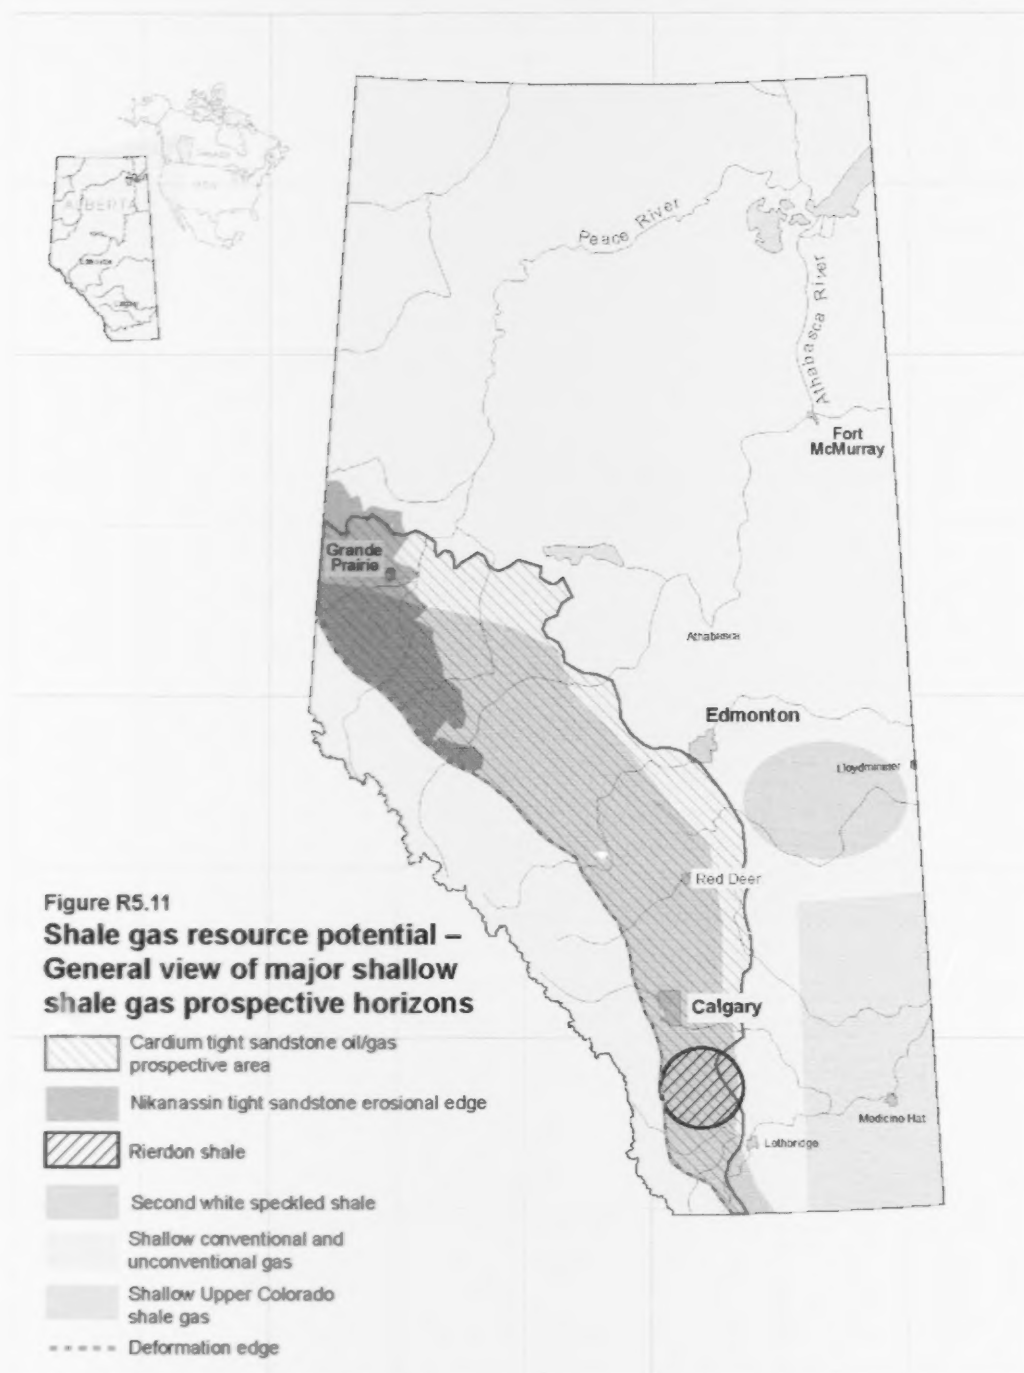 ALBERTA
Peace River
Athabasca River
Fort
McMurray
Grande
Prairie
Athabasca
Edmonton
Lloydminster
Red Deer
Calgary
Medicine Hat
Lethbridge
Figure R5.11
Shale gas resource potential –
General view of major shallow
shale gas prospective horizons
Cardium tight sandstone oil/gas
prospective area
Nikanassin tight sandstone erosional edge
Rierdon shale
Second white speckled shale
Shallow conventional and
unconventional gas
Shallow Upper Colorado
shale gas
Deformation edge